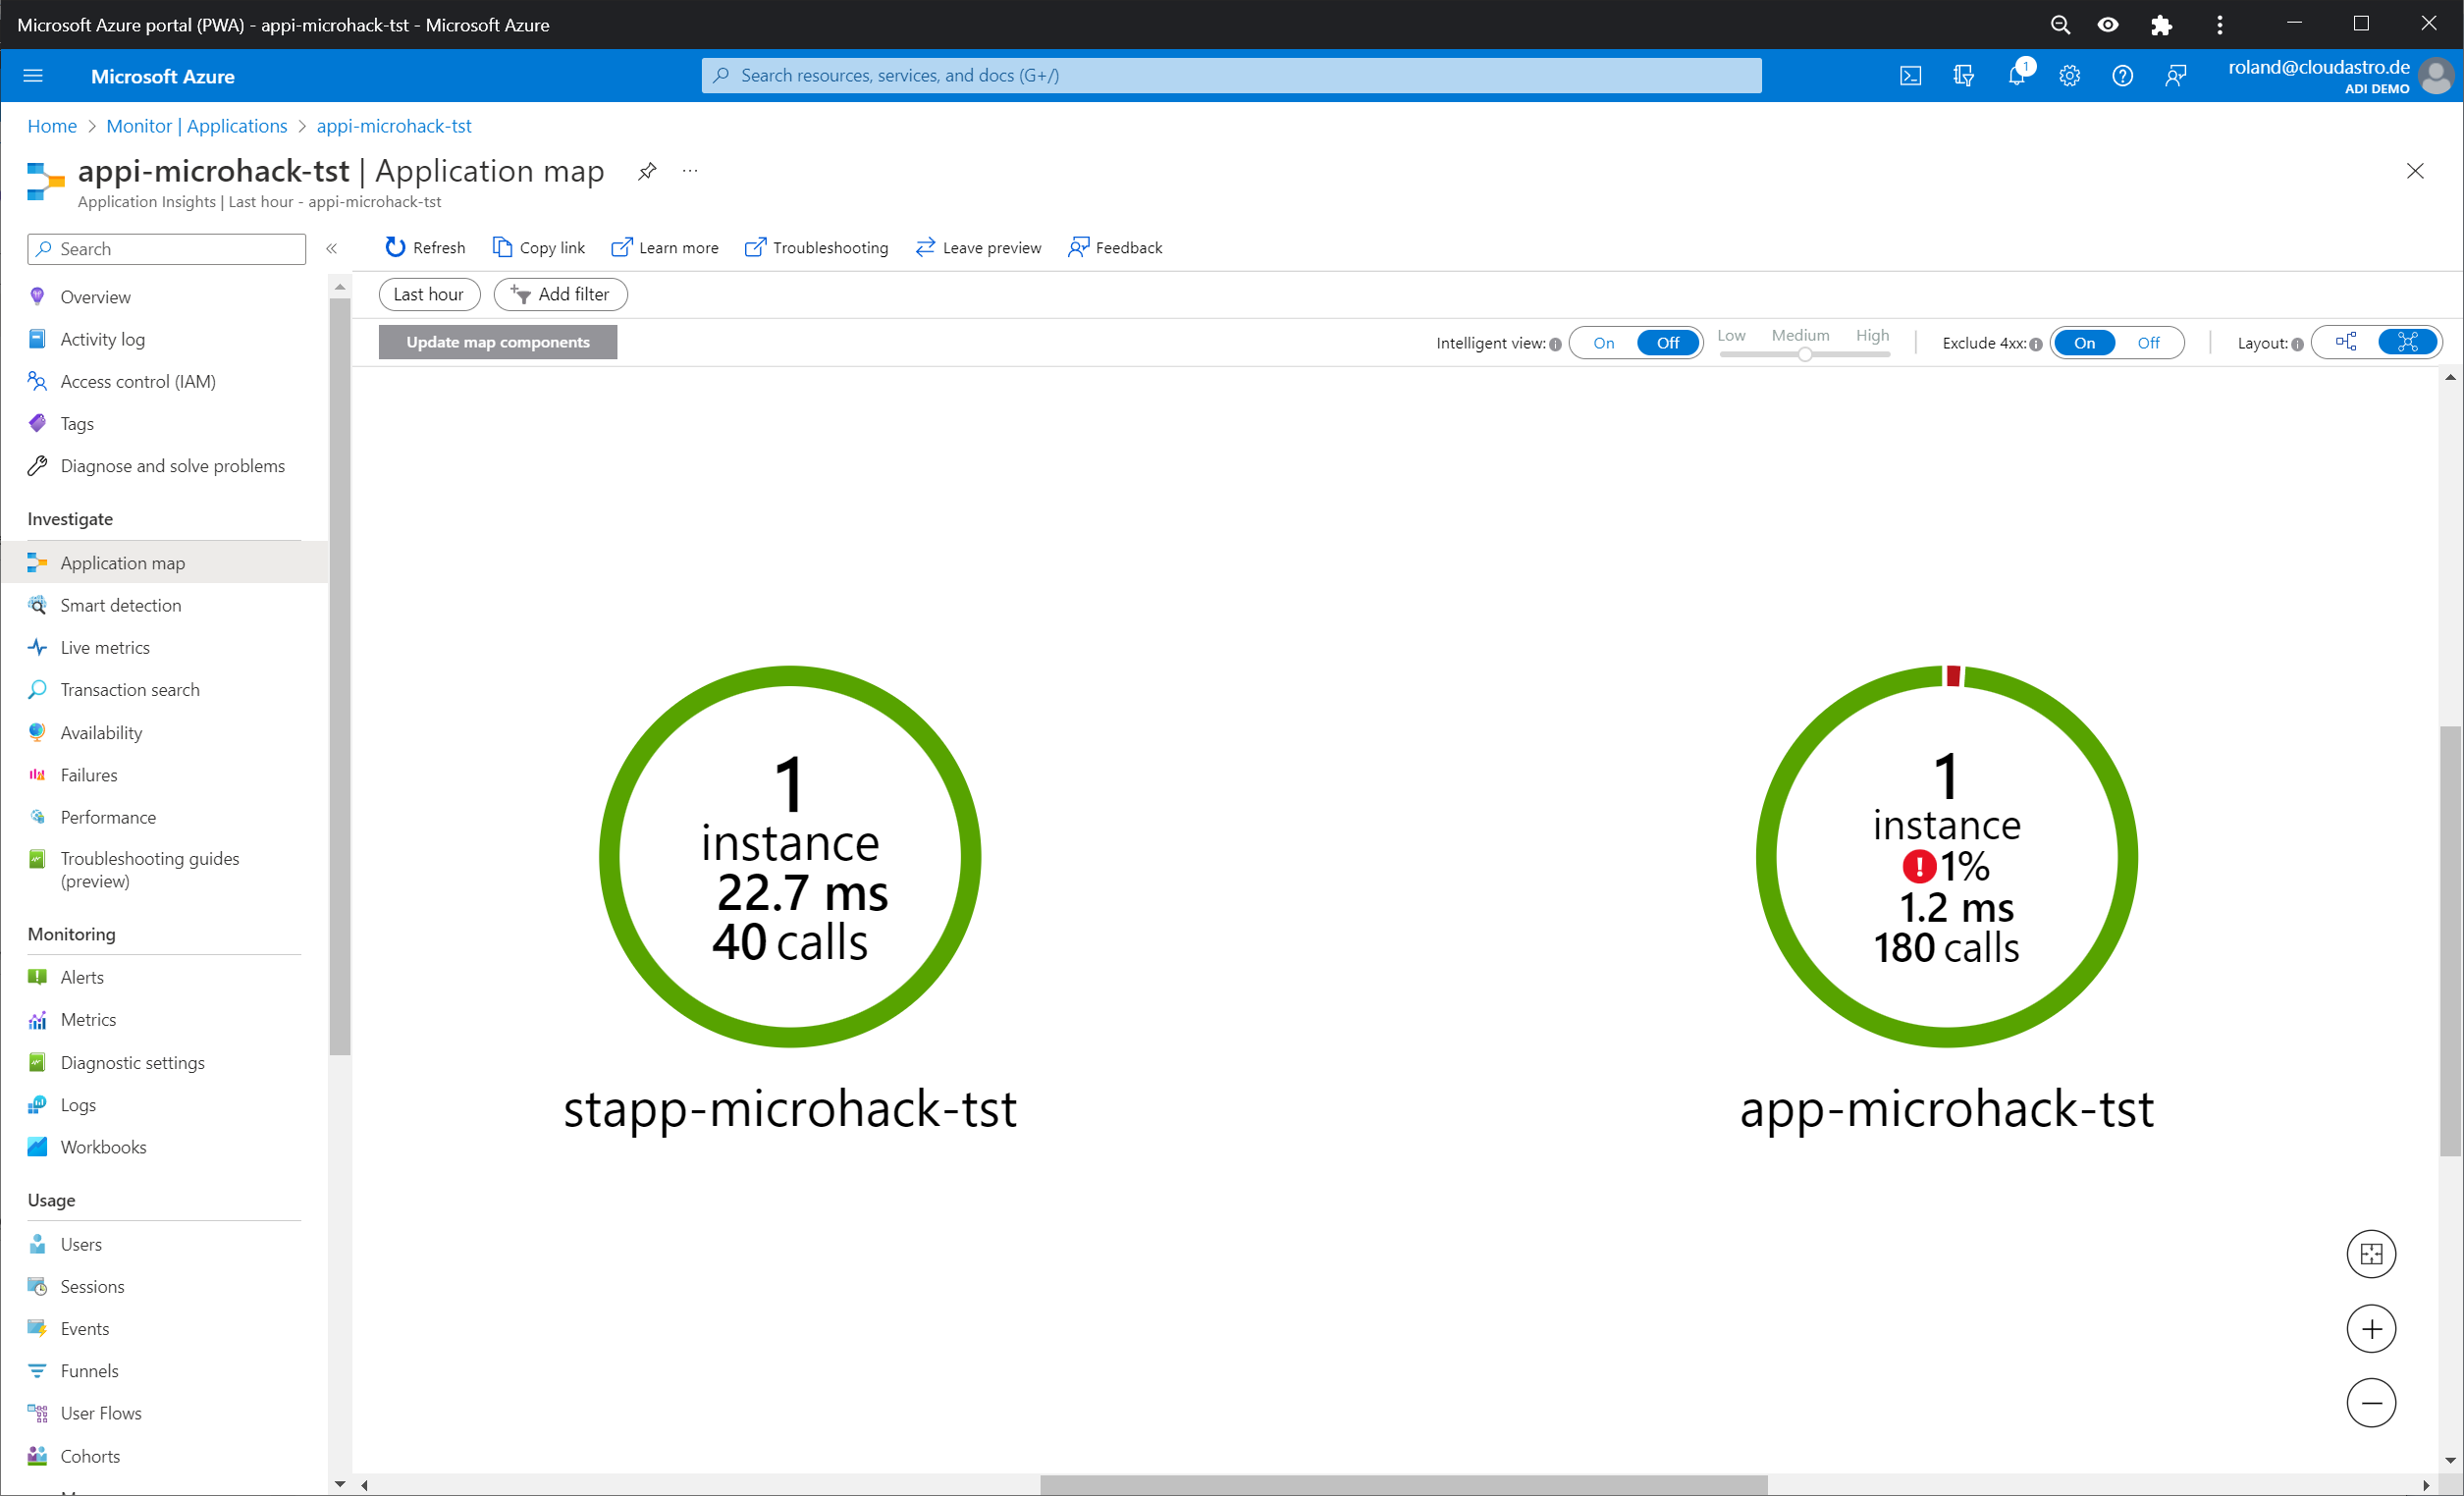 Microsoft Azure portal (PWA) - appi-microhack-tst - Microsoft Azure
Microsoft Azure
Search resources, services, and docs (G+/)
1
roland@cloudastro.de
ADI DEMO
Home > Monitor | Applications > appi-microhack-tst
appi-microhack-tst | Application map
Application Insights | Last hour - appi-microhack-tst
Search
Refresh
Copy link
Learn more
Troubleshooting
Leave preview
Feedback
Last hour
Add filter
Update map components
Intelligent view:
On
Off
Low
Medium
High
Exclude 4xx:
On
Off
Layout:
Overview
Activity log
Access control (IAM)
Tags
Diagnose and solve problems
Investigate
Application map
Smart detection
Live metrics
Transaction search
Availability
Failures
Performance
Troubleshooting guides
(preview)
Monitoring
Alerts
Metrics
Diagnostic settings
Logs
Workbooks
Usage
Users
Sessions
Events
Funnels
User Flows
Cohorts
1
instance
22.7 ms
40 calls
stapp-microhack-tst
1
instance
1%
1.2 ms
180 calls
app-microhack-tst